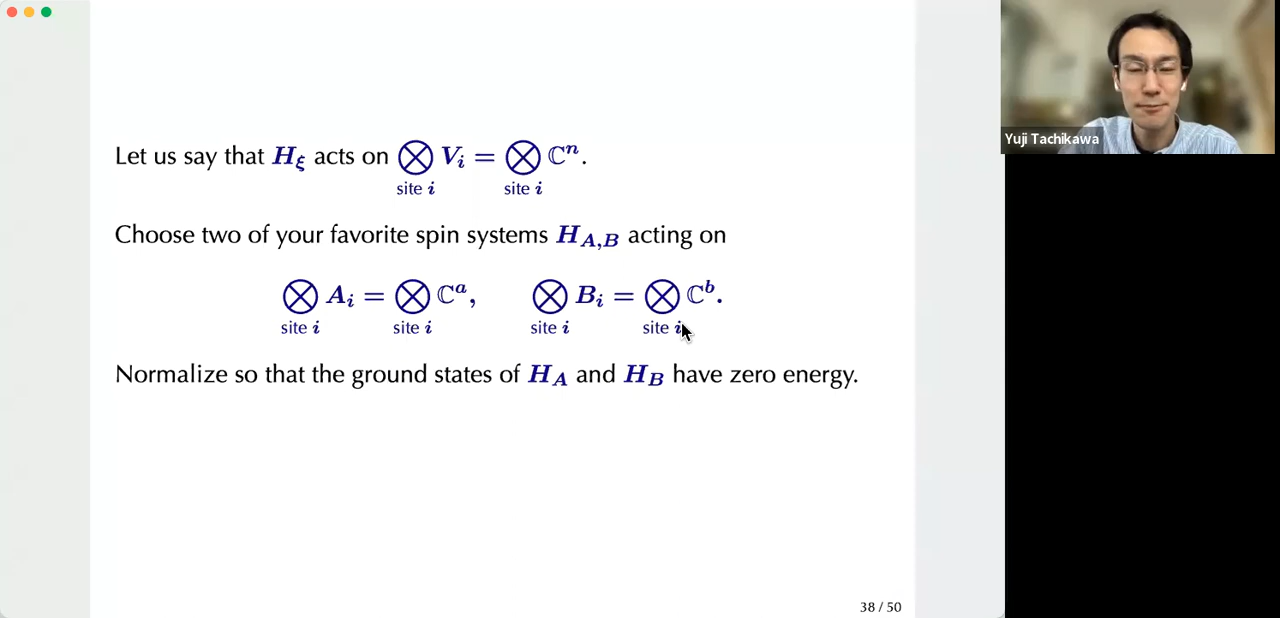 Let us say that H_ξ acts on ⨂ V_i = ⨂ ℂ^n.
site i site i
Choose two of your favorite spin systems H_{A,B} acting on
⨂ A_i = ⨂ ℂ^a, ⨂ B_i = ⨂ ℂ^b.
site i site i site i site i
Normalize so that the ground states of H_A and H_B have zero energy.
38 / 50
Yuji Tachikawa